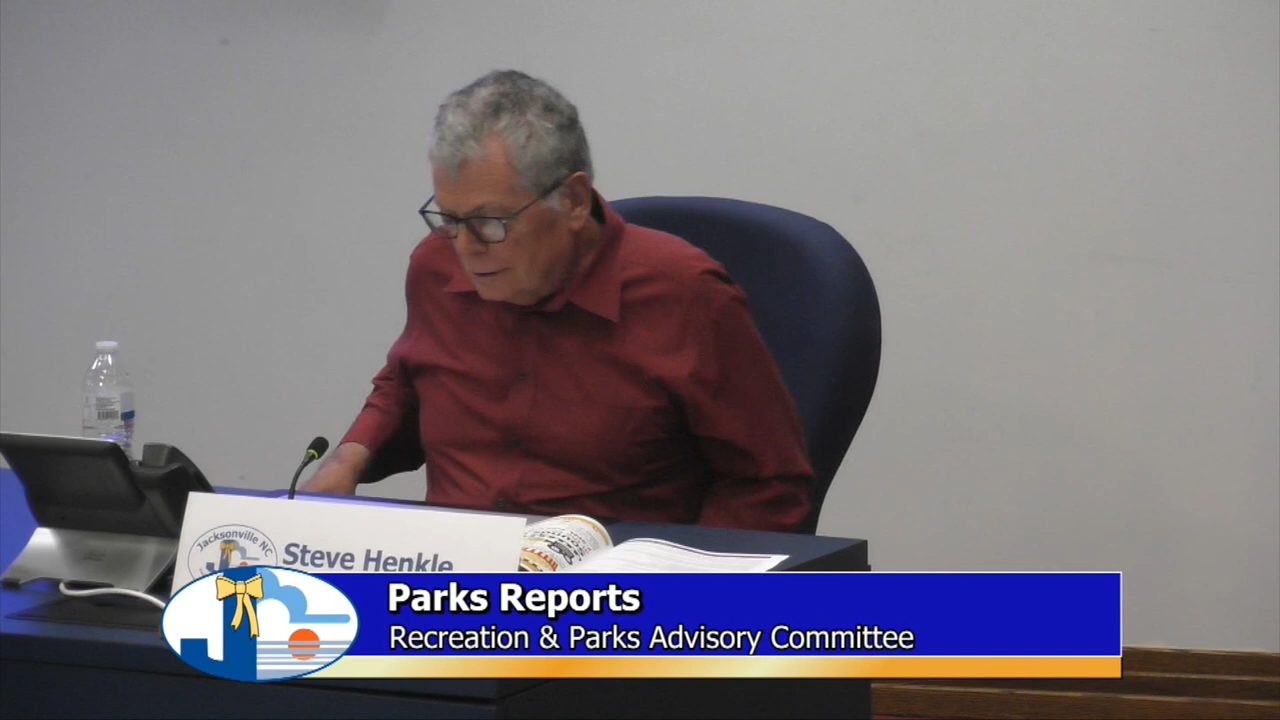 Jacksonville NC
Steve Henkle
Parks Reports
Recreation & Parks Advisory Committee